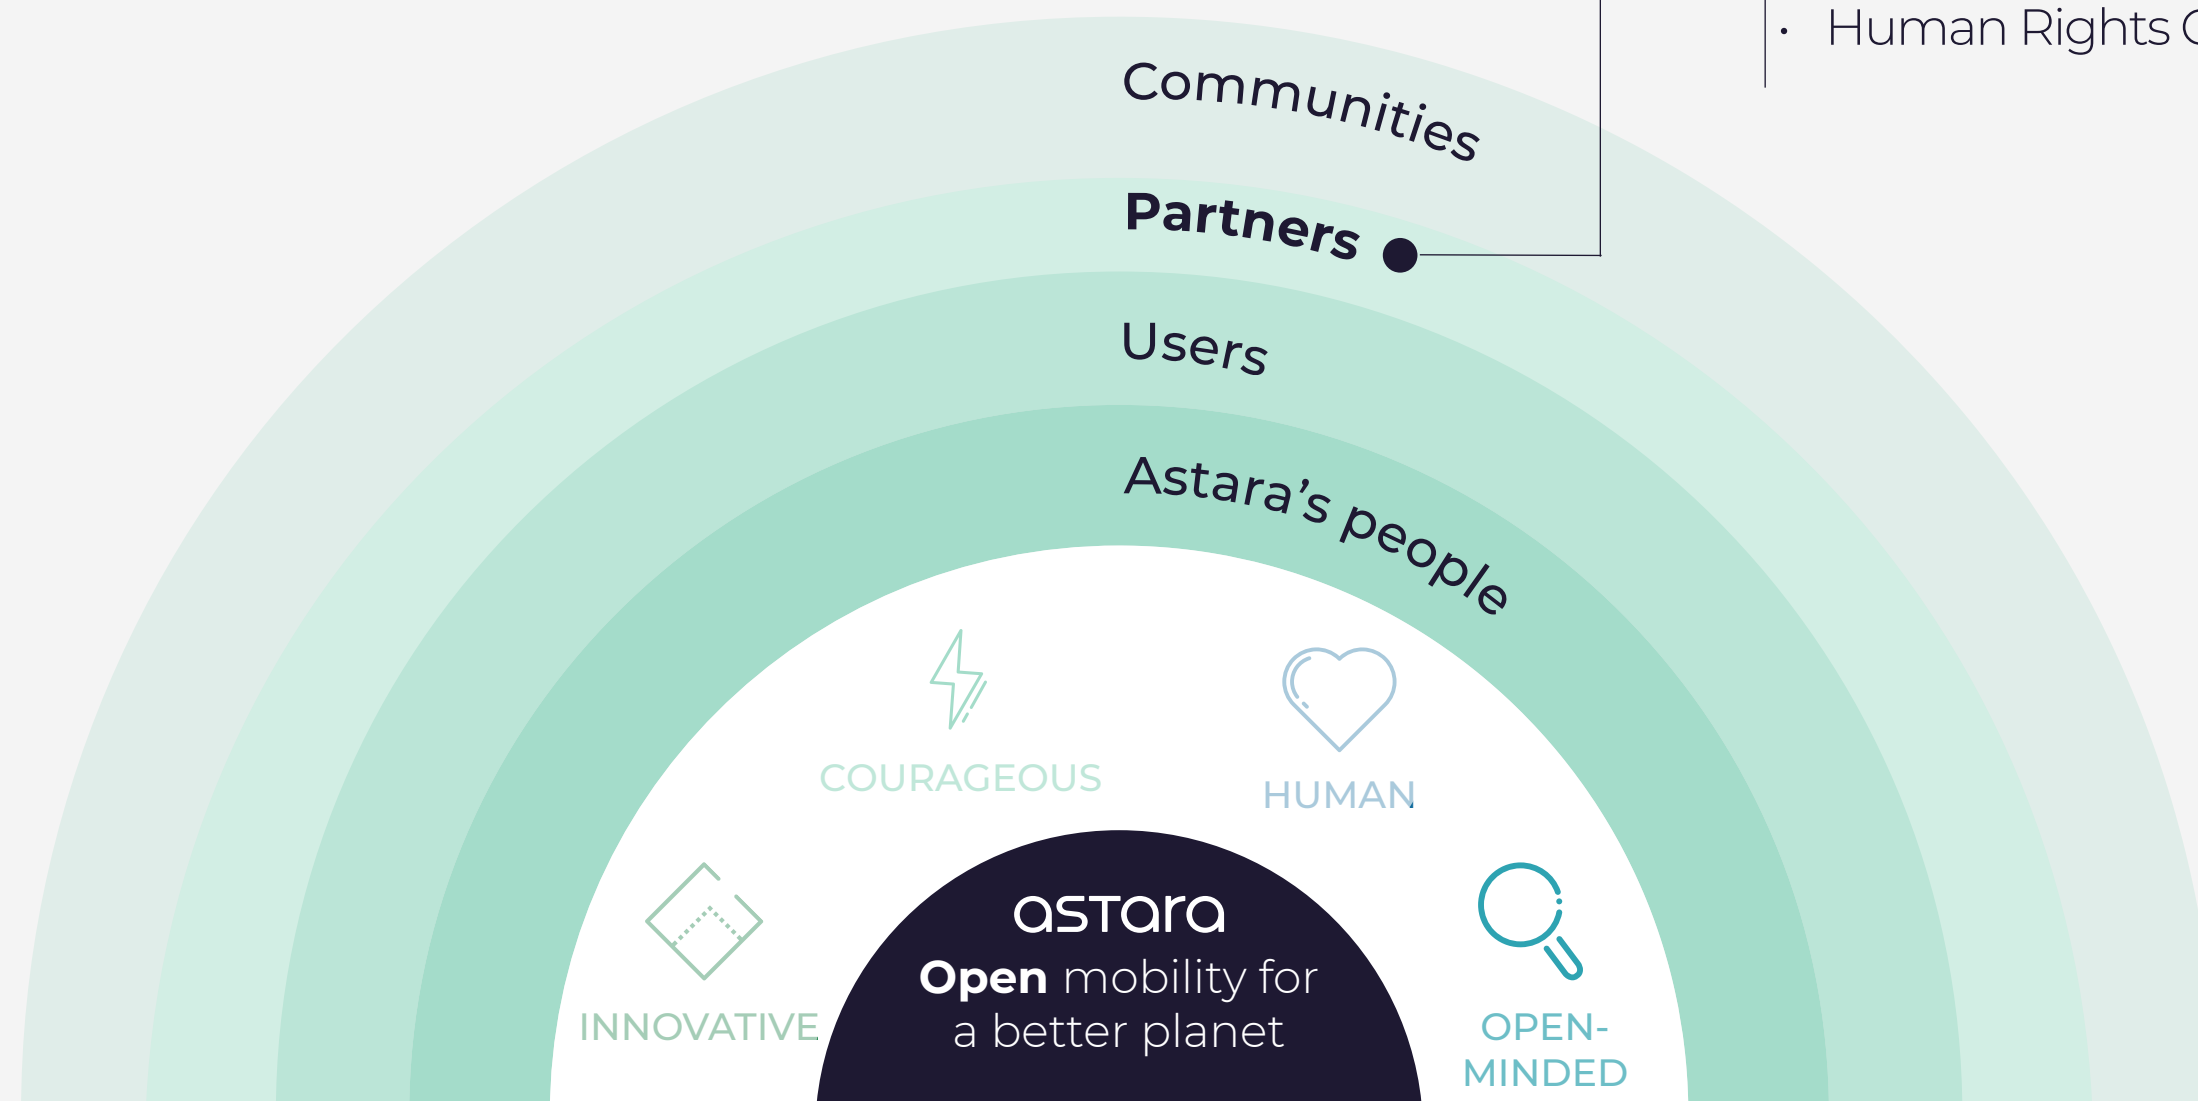 • Human Rights
Communities
Partners
Users
Astara’s people
COURAGEOUS
HUMAN
INNOVATIVE
OPEN-
MINDED
astara
Open mobility for
a better planet